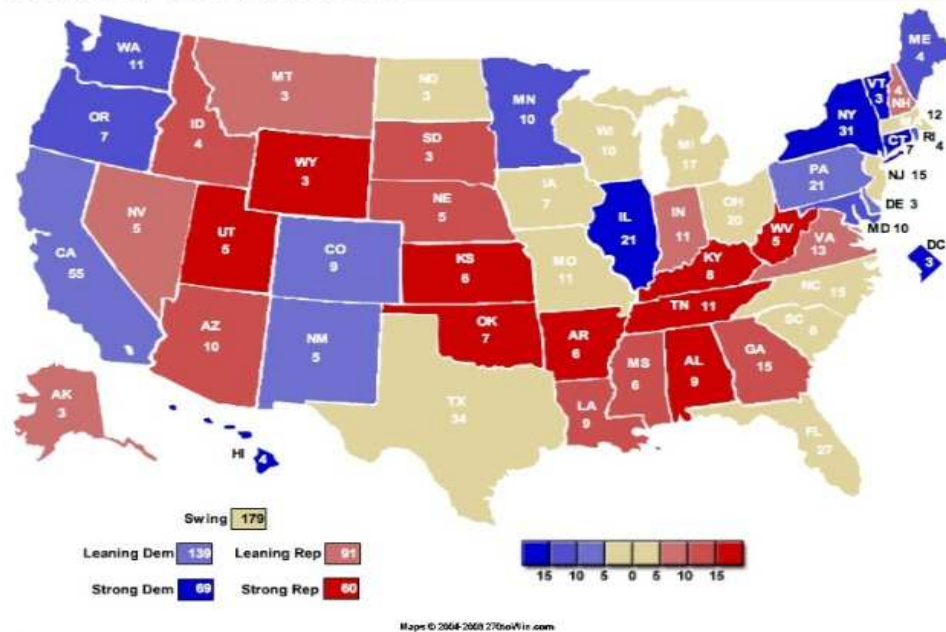 WA
11
OR
7
CA
55
NV
5
ID
4
MT
3
WY
3
UT
5
AZ
10
CO
9
NM
5
ND
3
SD
3
NE
5
KS
6
OK
7
TX
34
MN
10
IA
7
MO
11
AR
6
LA
9
WI
10
IL
21
MI
17
IN
11
OH
20
KY
8
TN 11
MS
6
AL
9
GA
15
FL
27
SC 8
NC 15
VA
13
WV
5
PA
21
NY
31
VT
3
4
NH
ME
4
MA
12
RI
4
CT
7
NJ 15
DE 3
MD 10
DC
3
AK
3
HI
4
Swing 179
Leaning Dem 139 Leaning Rep 91
Strong Dem 69 Strong Rep 60
15 10 5 0 5 10 15
Maps © 2004-2008 270toWin.com